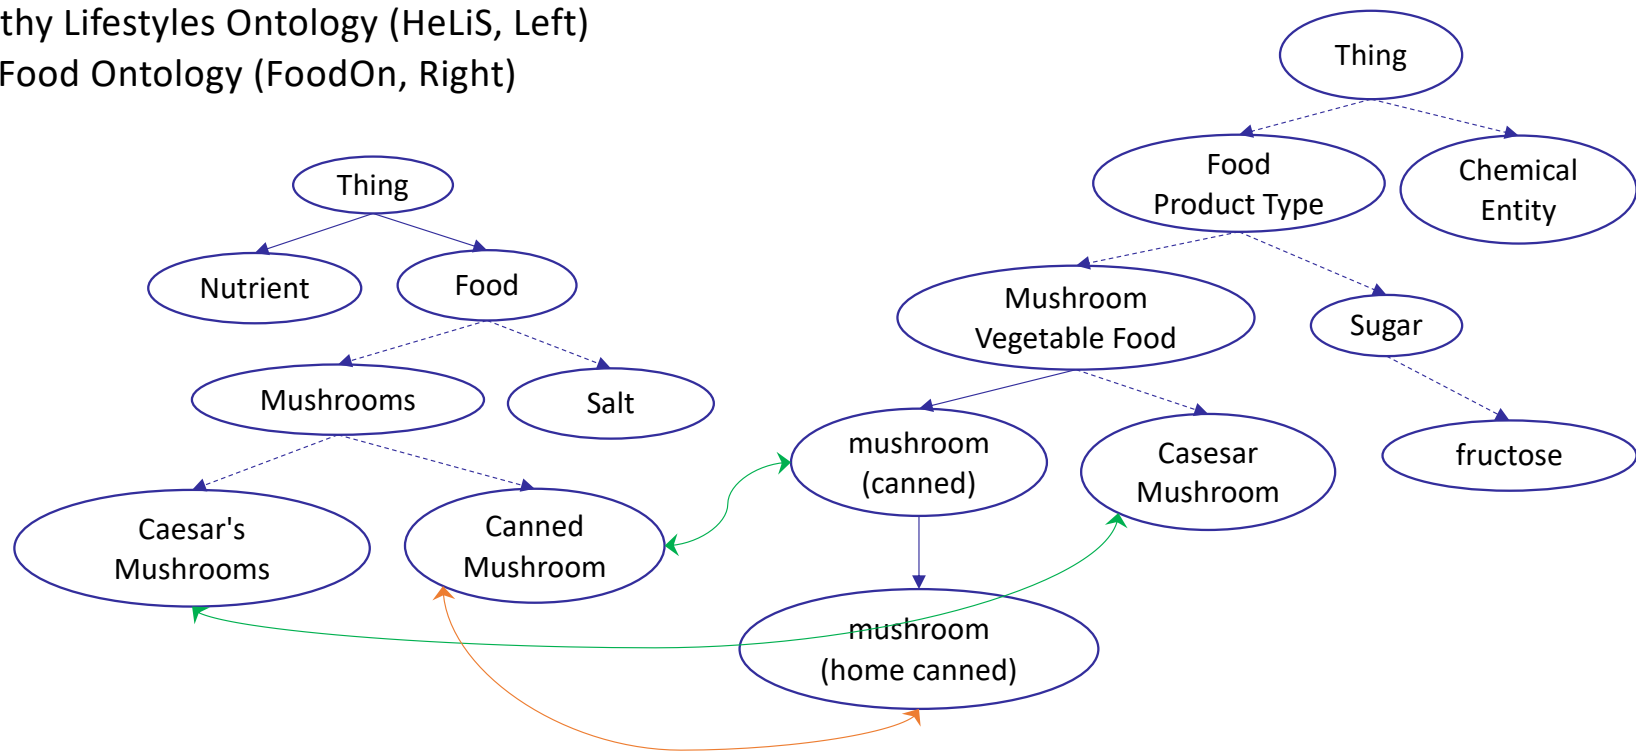 thy Lifestyles Ontology (HeLiS, Left)
Food Ontology (FoodOn, Right)
Thing
Nutrient
Food
Mushrooms
Salt
Caesar's
Mushrooms
Canned
Mushroom
Thing
Food
Product Type
Chemical
Entity
Mushroom
Vegetable Food
Sugar
mushroom
(canned)
Casesar
Mushroom
fructose
mushroom
(home canned)